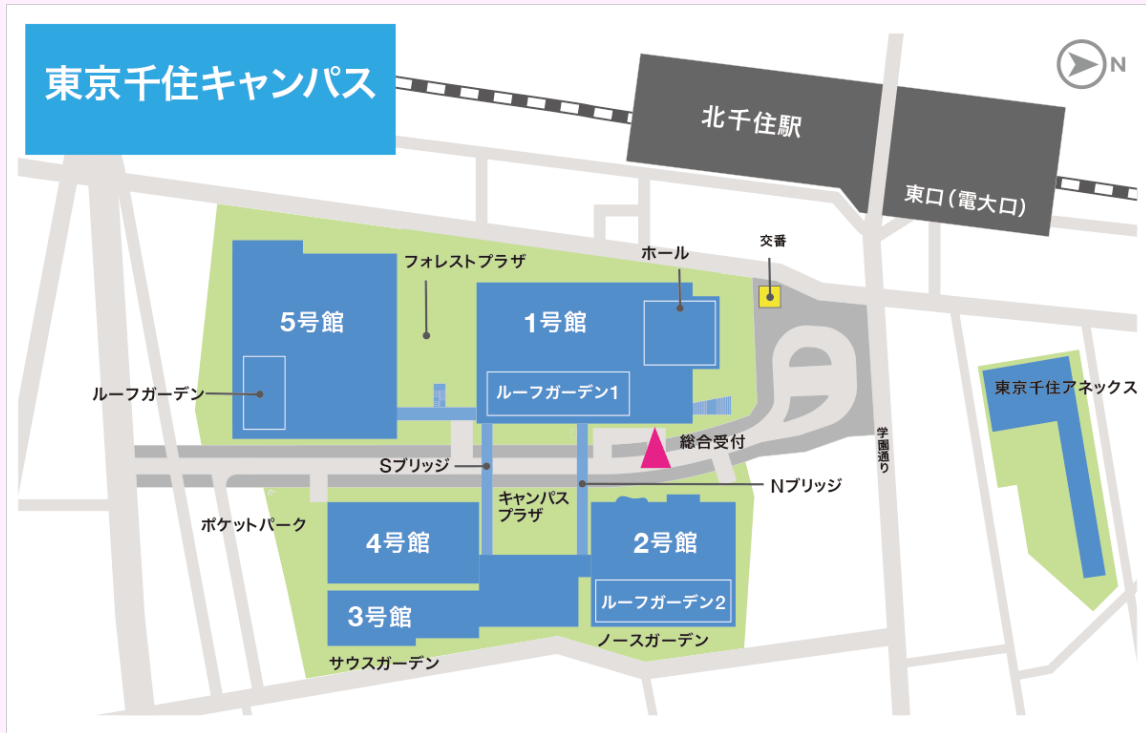 東京千住キャンパス
N
北千住駅
東口（電大口）
交番
ホール
フォレストプラザ
5号館
1号館
ルーフガーデン
ルーフガーデン1
東京千住アネックス
総合受付
学園通り
Sブリッジ
Nブリッジ
キャンパス
プラザ
ポケットパーク
4号館
2号館
3号館
ルーフガーデン2
ノースガーデン
サウスガーデン